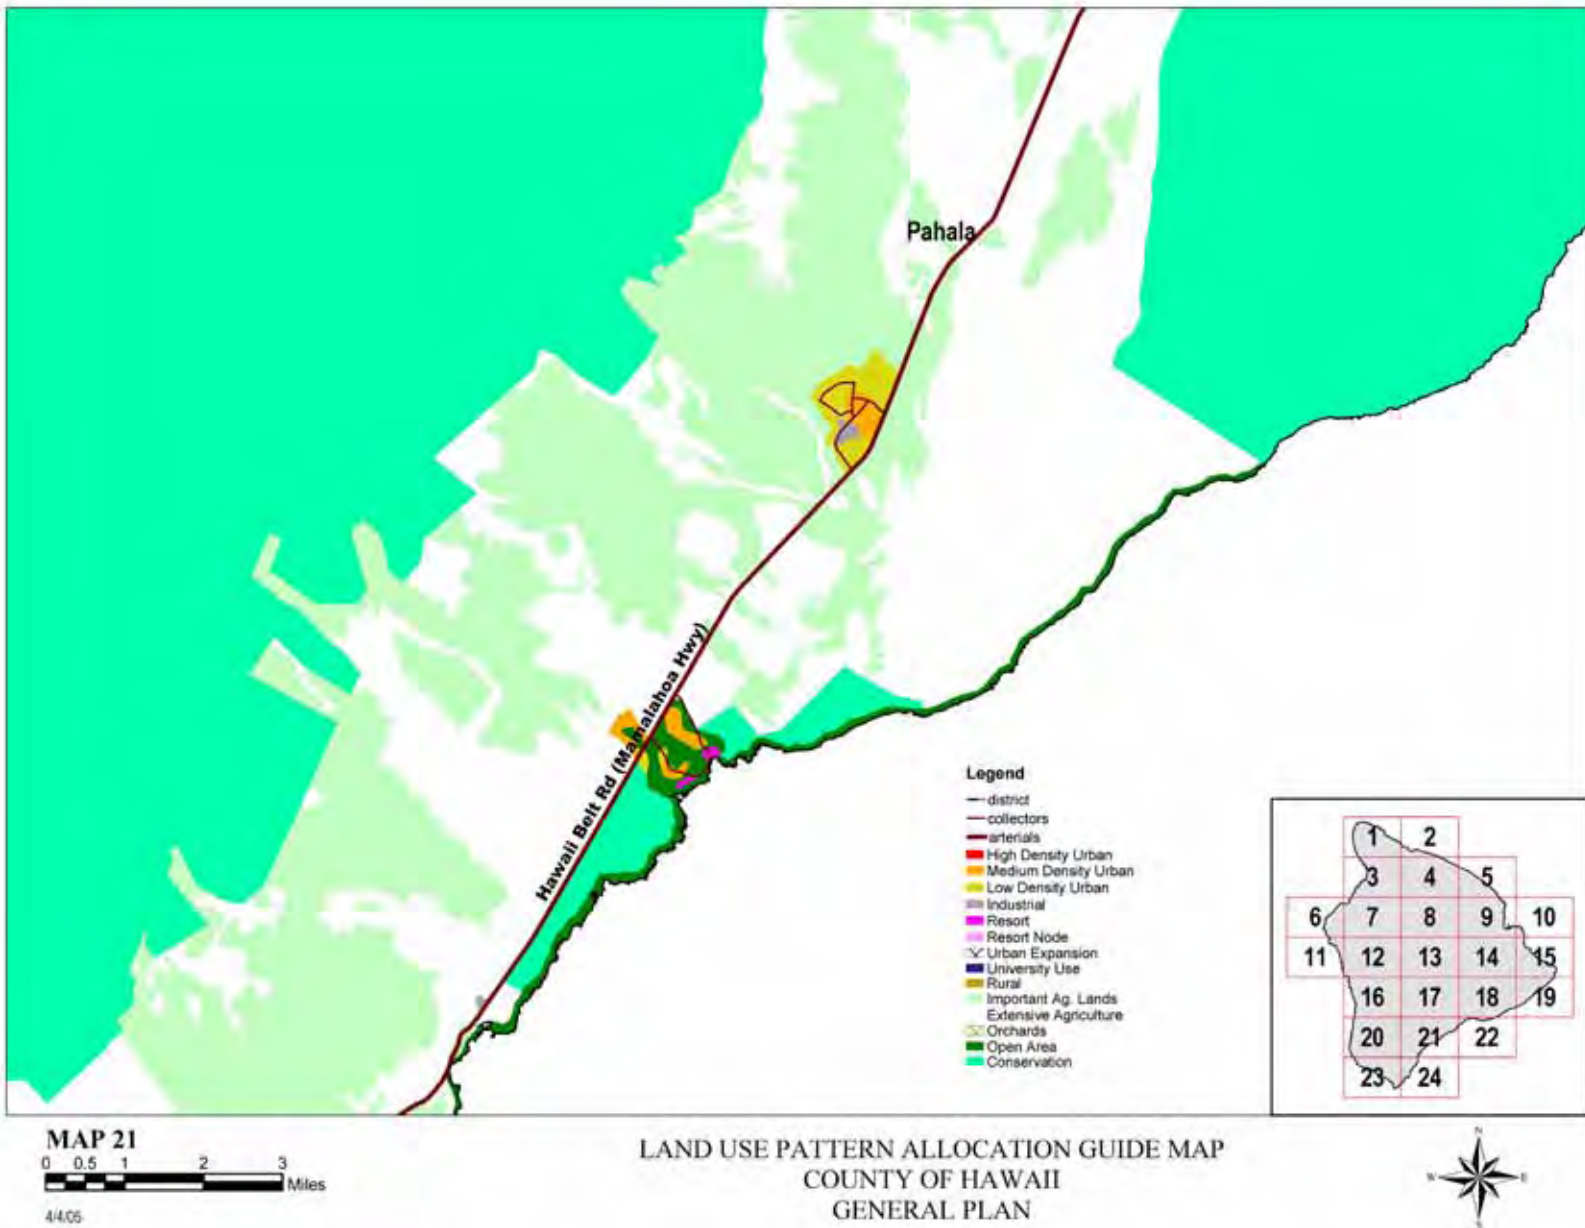 Pahala
Hawaii Belt Rd (Mamalahoa Hwy)
Legend
district
collectors
arterials
High Density Urban
Medium Density Urban
Low Density Urban
Industrial
Resort
Resort Node
Urban Expansion
University Use
Rural
Important Ag. Lands
Extensive Agriculture
Orchards
Open Area
Conservation
1 2
3 4 5
6 7 8 9 10
11 12 13 14 15
16 17 18 19
20 21 22
23 24
MAP 21
0 0.5 1 2 3
Miles
4/4/05
LAND USE PATTERN ALLOCATION GUIDE MAP
COUNTY OF HAWAII
GENERAL PLAN
N
W E
S